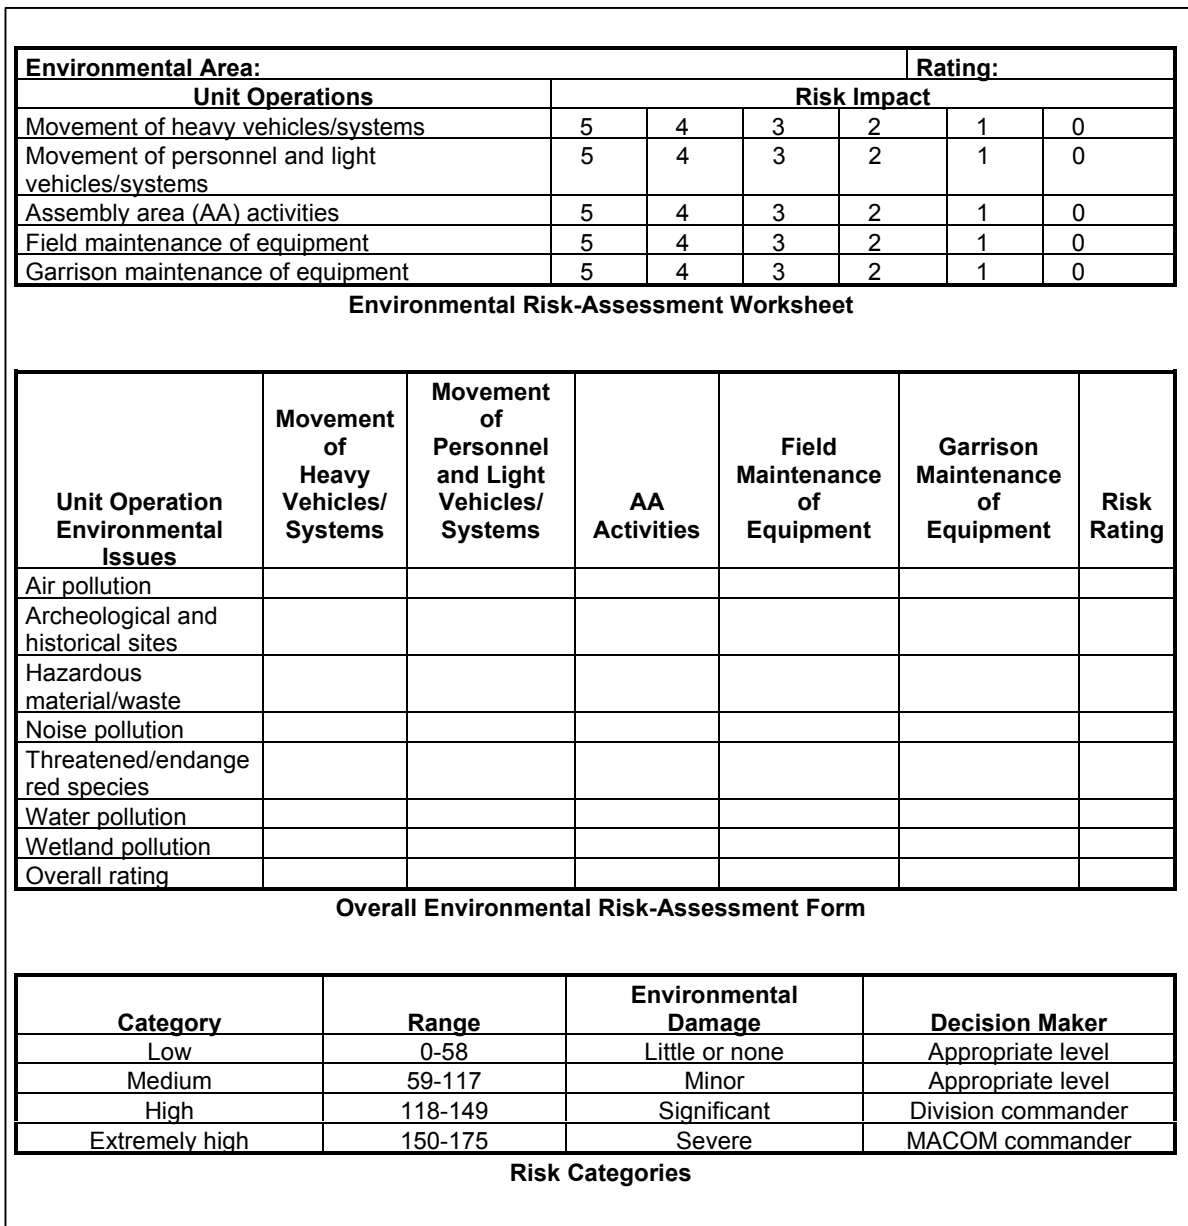 Environmental Area: Rating:
Unit Operations Risk Impact
Movement of heavy vehicles/systems 5 4 3 2 1 0
Movement of personnel and light 5 4 3 2 1 0
vehicles/systems
Assembly area (AA) activities 5 4 3 2 1 0
Field maintenance of equipment 5 4 3 2 1 0
Garrison maintenance of equipment 5 4 3 2 1 0
Environmental Risk-Assessment Worksheet
Unit Operation
Environmental
Issues
Movement
of
Heavy
Vehicles/
Systems
Movement
of
Personnel
and Light
Vehicles/
Systems
AA
Activities
Field
Maintenance
of
Equipment
Garrison
Maintenance
of
Equipment
Risk
Rating
Air pollution
Archeological and
historical sites
Hazardous
material/waste
Noise pollution
Threatened/endange
red species
Water pollution
Wetland pollution
Overall rating
Overall Environmental Risk-Assessment Form
Category Range Environmental
Damage Decision Maker
Low 0-58 Little or none Appropriate level
Medium 59-117 Minor Appropriate level
High 118-149 Significant Division commander
Extremely high 150-175 Severe MACOM commander
Risk Categories